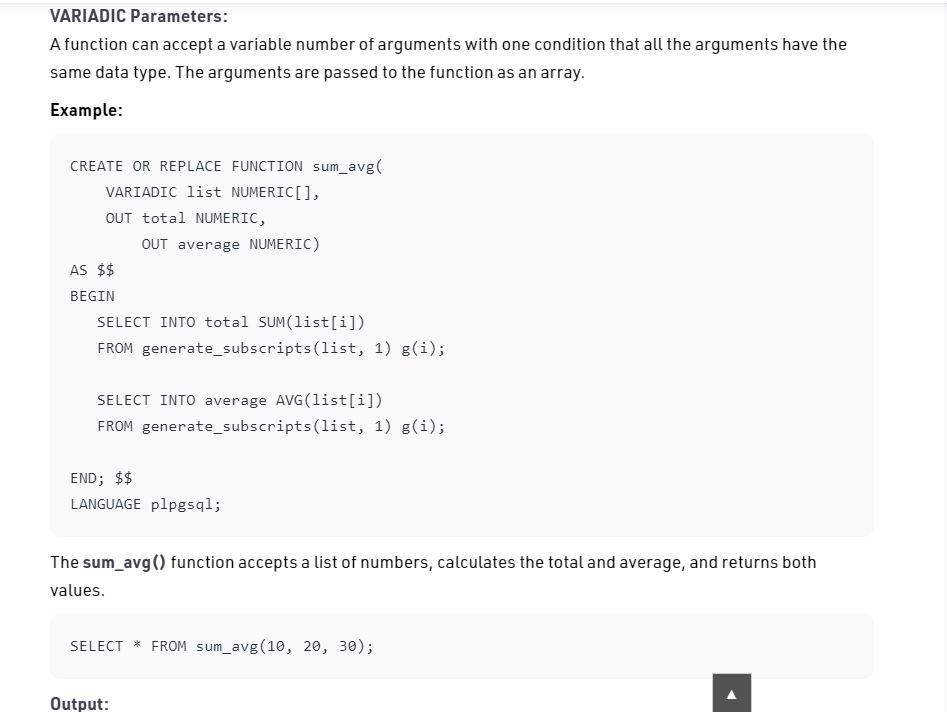 VARIADIC Parameters:
A function can accept a variable number of arguments with one condition that all the arguments have the
same data type. The arguments are passed to the function as an array.
Example:
CREATE OR REPLACE FUNCTION sum_avg(
    VARIADIC list NUMERIC[],
    OUT total NUMERIC,
        OUT average NUMERIC)
AS $$
BEGIN
   SELECT INTO total SUM(list[i])
   FROM generate_subscripts(list, 1) g(i);
   SELECT INTO average AVG(list[i])
   FROM generate_subscripts(list, 1) g(i);
END; $$
LANGUAGE plpgsql;
The sum_avg() function accepts a list of numbers, calculates the total and average, and returns both
values.
SELECT * FROM sum_avg(10, 20, 30);
Output: